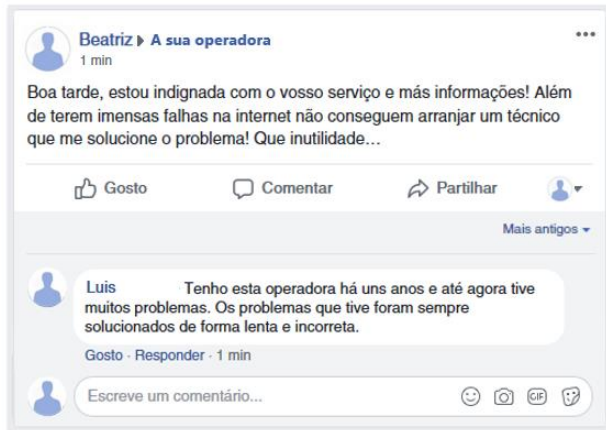 Beatriz A sua operadora
1 min
Boa tarde, estou indignada com o vosso serviço e más informações! Além
de terem imensas falhas na internet não conseguem arranjar um técnico
que me solucione o problema! Que inutilidade...
Gosto Comentar Partilhar
Mais antigos
Luis Tenho esta operadora há uns anos e até agora tive
muitos problemas. Os problemas que tive foram sempre
solucionados de forma lenta e incorreta.
Gosto · Responder · 1 min
Escreve um comentário... GIF